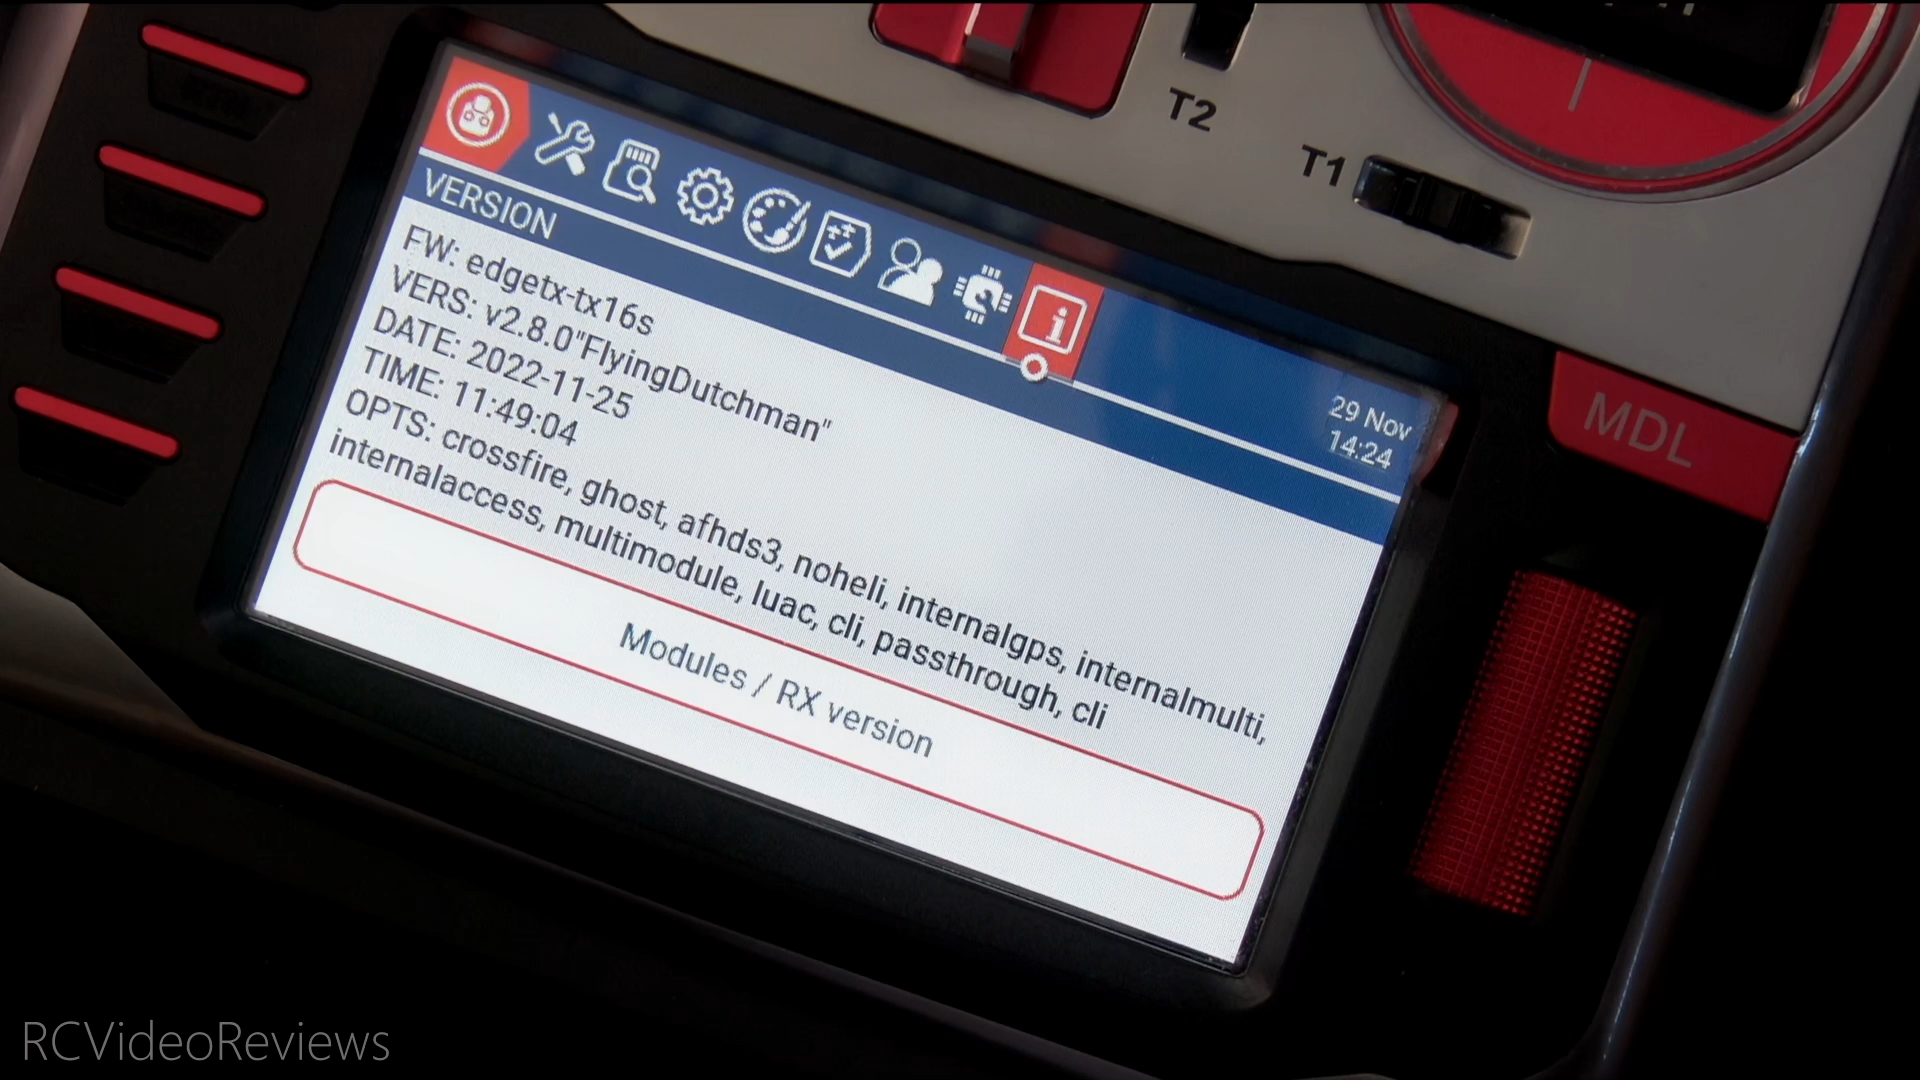 T2
T1
VERSION
FW: edgetx-tx16s
VERS: v2.8.0"FlyingDutchman"
DATE: 2022-11-25
TIME: 11:49:04
OPTS: crossfire, ghost, afhds3, noheli, internalgps, internalmulti,
internalaccess, multimodule, luac, cli, passthrough, cli
29 Nov
14:24
MDL
Modules / RX version
RCVideoReviews